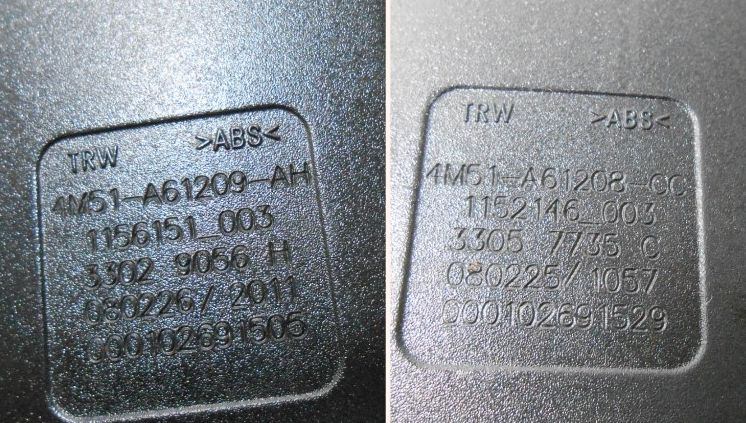 TRW >ABS<
4M51-A61209-AH
1156151_003
3302 9056 H
080226/2011
000102691505
TRW >ABS<
4M51-A61208-CC
1152146_003
3305 7735 C
080225/1057
000102691529